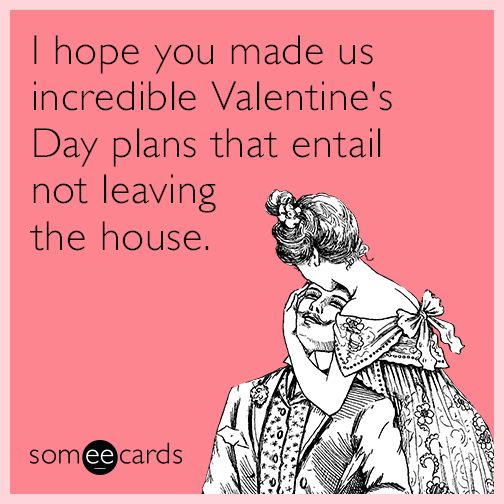 I hope you made us
incredible Valentine's
Day plans that entail
not leaving
the house.
someecards